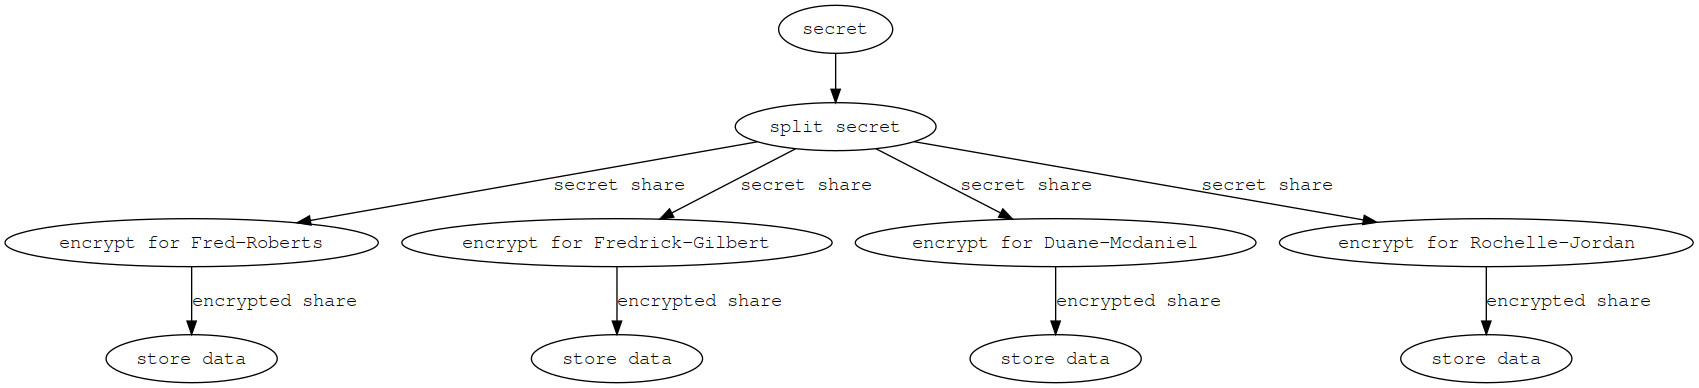 secret
split secret
secret share secret share secret share secret share
encrypt for Fred-Roberts encrypt for Fredrick-Gilbert encrypt for Duane-Mcdaniel encrypt for Rochelle-Jordan
encrypted share encrypted share encrypted share encrypted share
store data store data store data store data